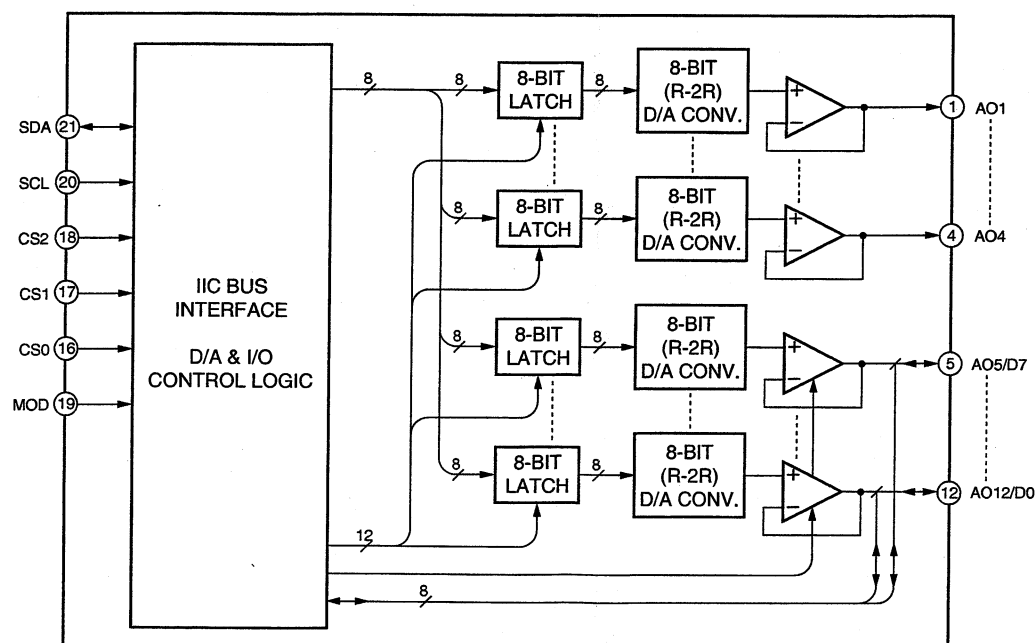 8
8
8-BIT
LATCH
8
8-BIT
(R-2R)
D/A CONV.
+
−
1
AO1
SDA
21
SCL
20
8
8-BIT
LATCH
8
8-BIT
(R-2R)
D/A CONV.
+
−
4
AO4
CS2
18
CS1
17
IIC BUS
INTERFACE
D/A & I/O
CONTROL LOGIC
CS0
16
MOD
19
8
8-BIT
LATCH
8
8-BIT
(R-2R)
D/A CONV.
+
−
5
AO5/D7
8
8-BIT
LATCH
8
8-BIT
(R-2R)
D/A CONV.
+
−
12
AO12/D0
12
8